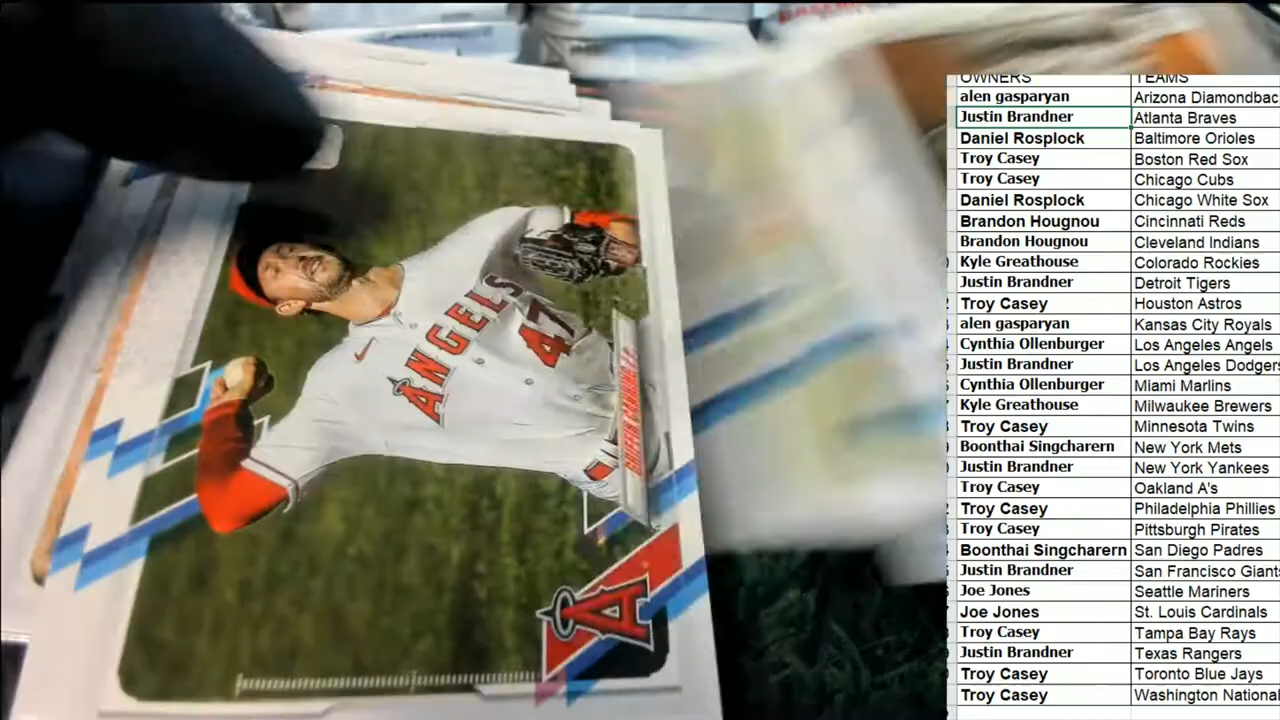 OWNERS TEAMS
alen gasparyan Arizona Diamondbac
Justin Brandner Atlanta Braves
Daniel Rosplock Baltimore Orioles
Troy Casey Boston Red Sox
Troy Casey Chicago Cubs
Daniel Rosplock Chicago White Sox
Brandon Hougnou Cincinnati Reds
Brandon Hougnou Cleveland Indians
Kyle Greathouse Colorado Rockies
Justin Brandner Detroit Tigers
Troy Casey Houston Astros
alen gasparyan Kansas City Royals
Cynthia Ollenburger Los Angeles Angels
Justin Brandner Los Angeles Dodgers
Cynthia Ollenburger Miami Marlins
Kyle Greathouse Milwaukee Brewers
Troy Casey Minnesota Twins
Boonthai Singcharern New York Mets
Justin Brandner New York Yankees
Troy Casey Oakland A's
Troy Casey Philadelphia Phillies
Troy Casey Pittsburgh Pirates
Boonthai Singcharern San Diego Padres
Justin Brandner San Francisco Giants
Joe Jones Seattle Mariners
Joe Jones St. Louis Cardinals
Troy Casey Tampa Bay Rays
Justin Brandner Texas Rangers
Troy Casey Toronto Blue Jays
Troy Casey Washington National
ANGELS
47
A